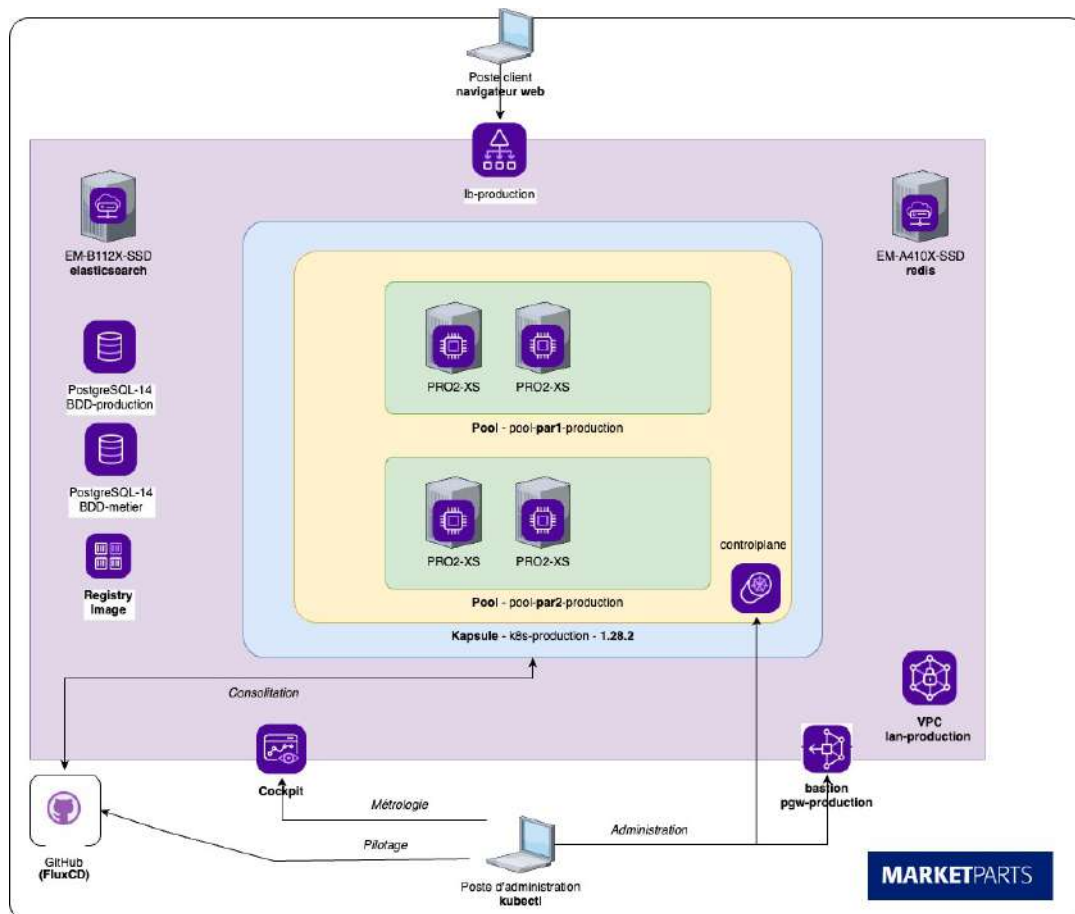 Poste client
navigateur web
lb-production
EM-B112X-SSD
elasticsearch
EM-A410X-SSD
redis
PRO2-XS
PRO2-XS
Pool - pool-par1-production
PostgreSQL-14
BDD-production
PostgreSQL-14
BDD-metier
Registry
Image
PRO2-XS
PRO2-XS
controlplane
Pool - pool-par2-production
Kapsule - k8s-production - 1.28.2
Consolitation
VPC
lan-production
Cockpit
bastion
pgw-production
Métrologie
Administration
Pilotage
GitHub
(FluxCD)
Poste d'administration
kubectl
MARKETPARTS